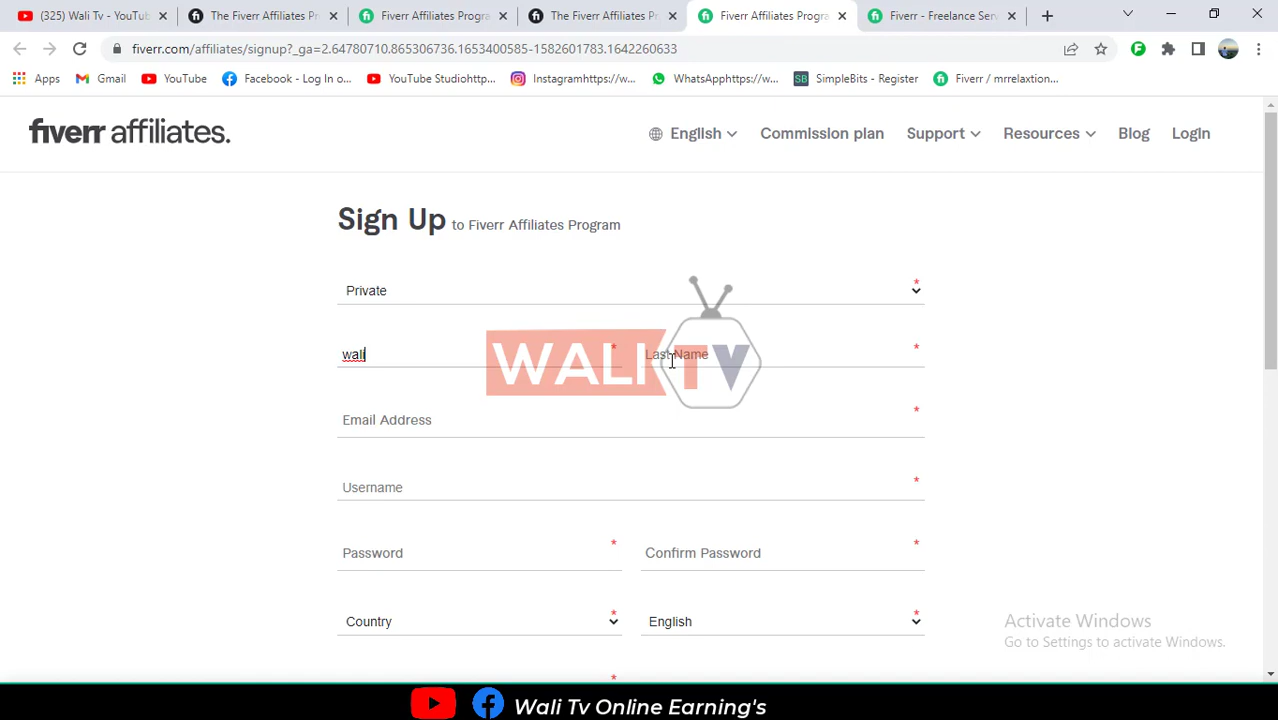 (325) Wali Tv - YouTu
The Fiverr Affiliates P
Fiverr Affiliates Progr
The Fiverr Affiliates P
Fiverr Affiliates Progra
Fiverr - Freelance Serv
fiverr.com/affiliates/signup?_ga=2.64780710.865306736.1653400585-1582601783.1642260633
Apps
Gmail
YouTube
Facebook - Log In o...
YouTube Studiohttp...
Instagramhttps://w...
WhatsApphttps://w...
SB
SimpleBits - Register
Fiverr / mrrelaxtion...
fiverr affiliates.
English
Commission plan
Support
Resources
Blog
Login
Sign Up to Fiverr Affiliates Program
Private *
wali *
Last Name *
WALI TV
Email Address *
Username *
Password *
Confirm Password *
Country *
English *
*
Activate Windows
Go to Settings to activate Windows.
Wali Tv Online Earning's